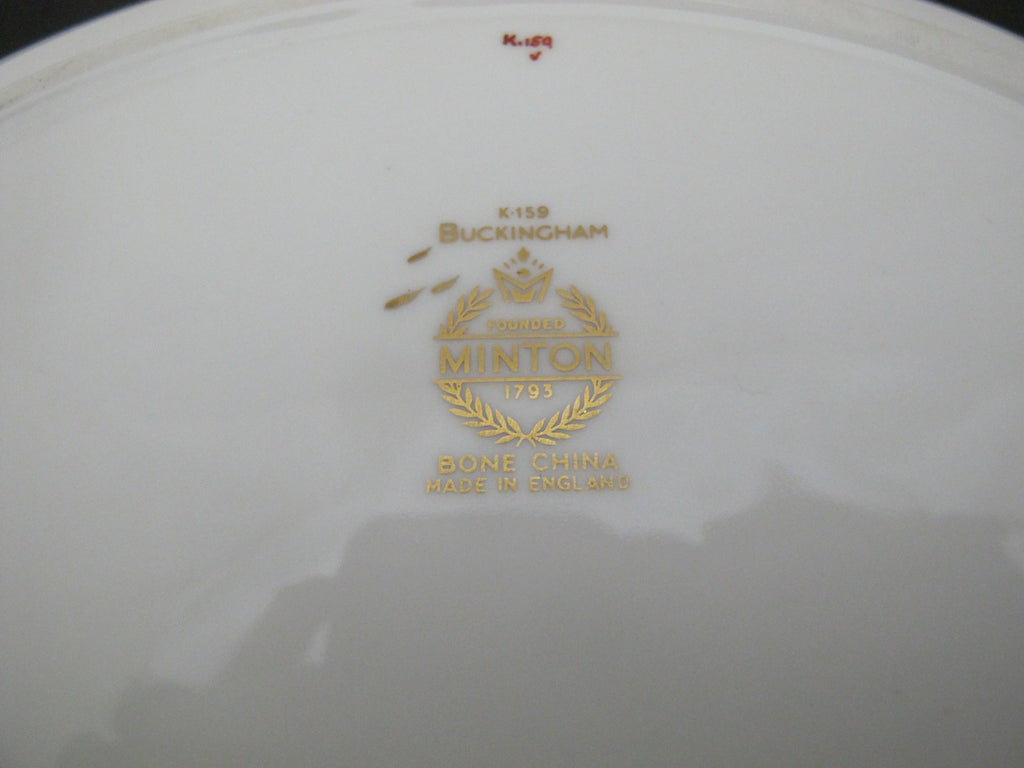 K.159
K·159
BUCKINGHAM
FOUNDED
MINTON
1793
BONE CHINA
MADE IN ENGLAND